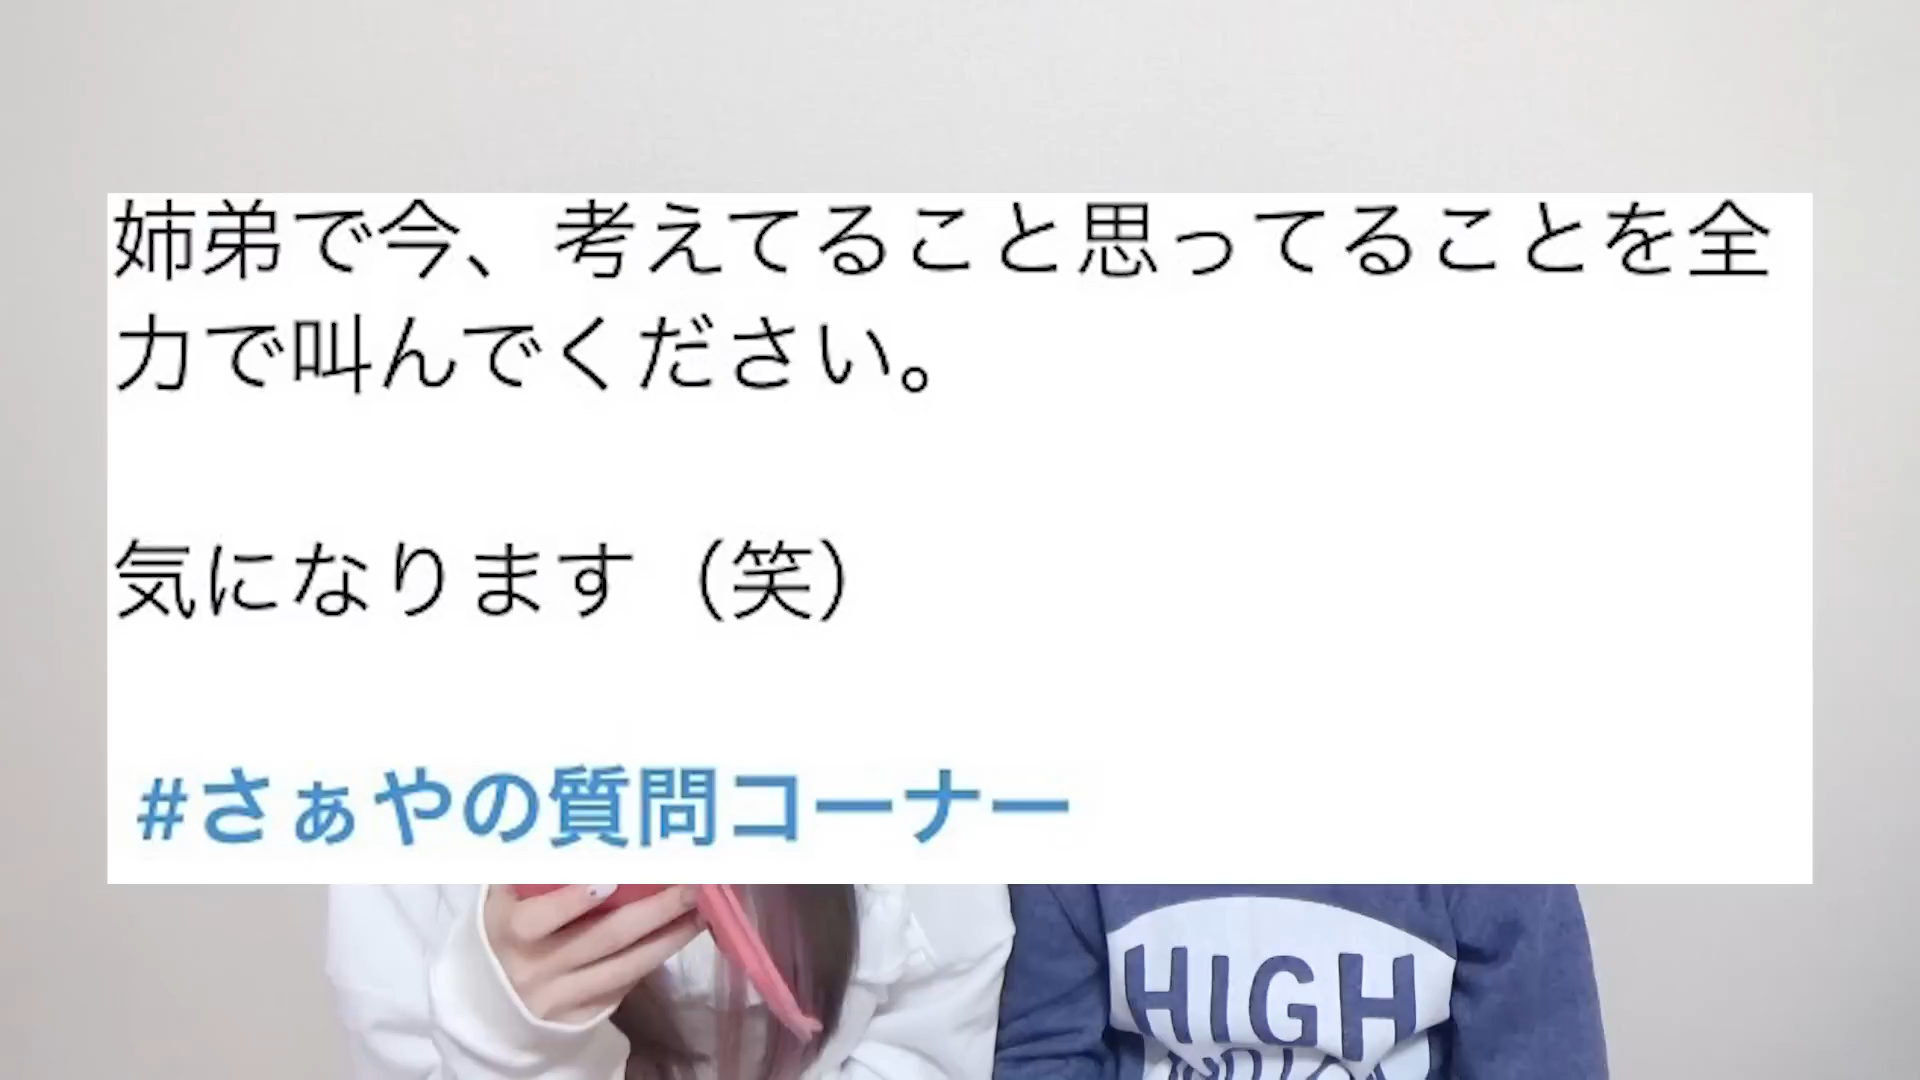 姉弟で今、考えてること思ってることを全
力で叫んでください。
気になります（笑）
#さぁやの質問コーナー
HIGH